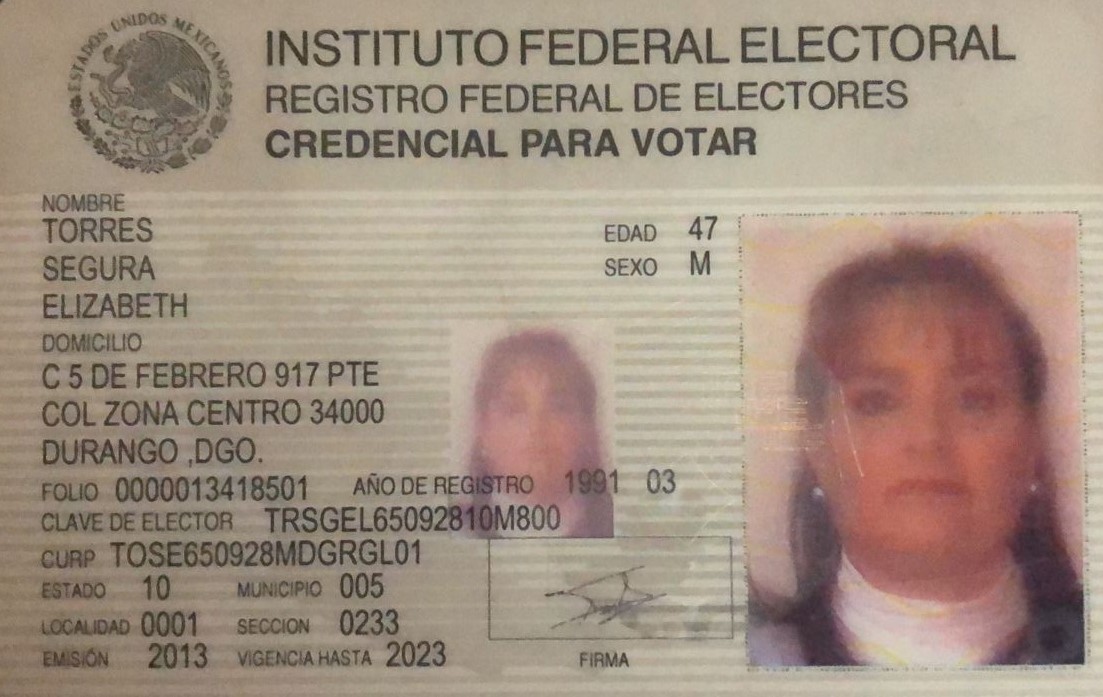 ESTADOS UNIDOS MEXICANOS
INSTITUTO FEDERAL ELECTORAL
REGISTRO FEDERAL DE ELECTORES
CREDENCIAL PARA VOTAR
NOMBRE
TORRES
SEGURA
ELIZABETH
EDAD 47
SEXO M
DOMICILIO
C 5 DE FEBRERO 917 PTE
COL ZONA CENTRO 34000
DURANGO ,DGO.
FOLIO 0000013418501 AÑO DE REGISTRO 1991 03
CLAVE DE ELECTOR TRSGEL65092810M800
CURP TOSE650928MDGRGL01
ESTADO 10 MUNICIPIO 005
LOCALIDAD 0001 SECCION 0233
EMISIÓN 2013 VIGENCIA HASTA 2023
FIRMA